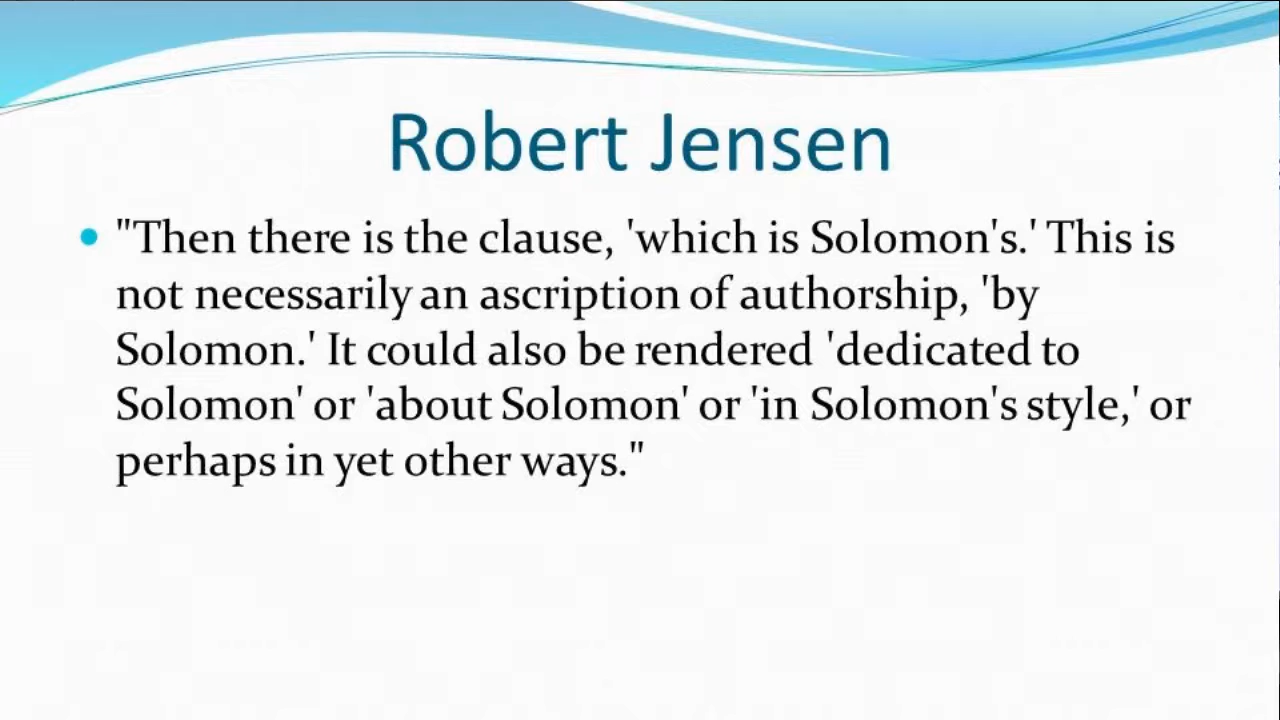 Robert Jensen
• "Then there is the clause, 'which is Solomon's.' This is
not necessarily an ascription of authorship, 'by
Solomon.' It could also be rendered 'dedicated to
Solomon' or 'about Solomon' or 'in Solomon's style,' or
perhaps in yet other ways."